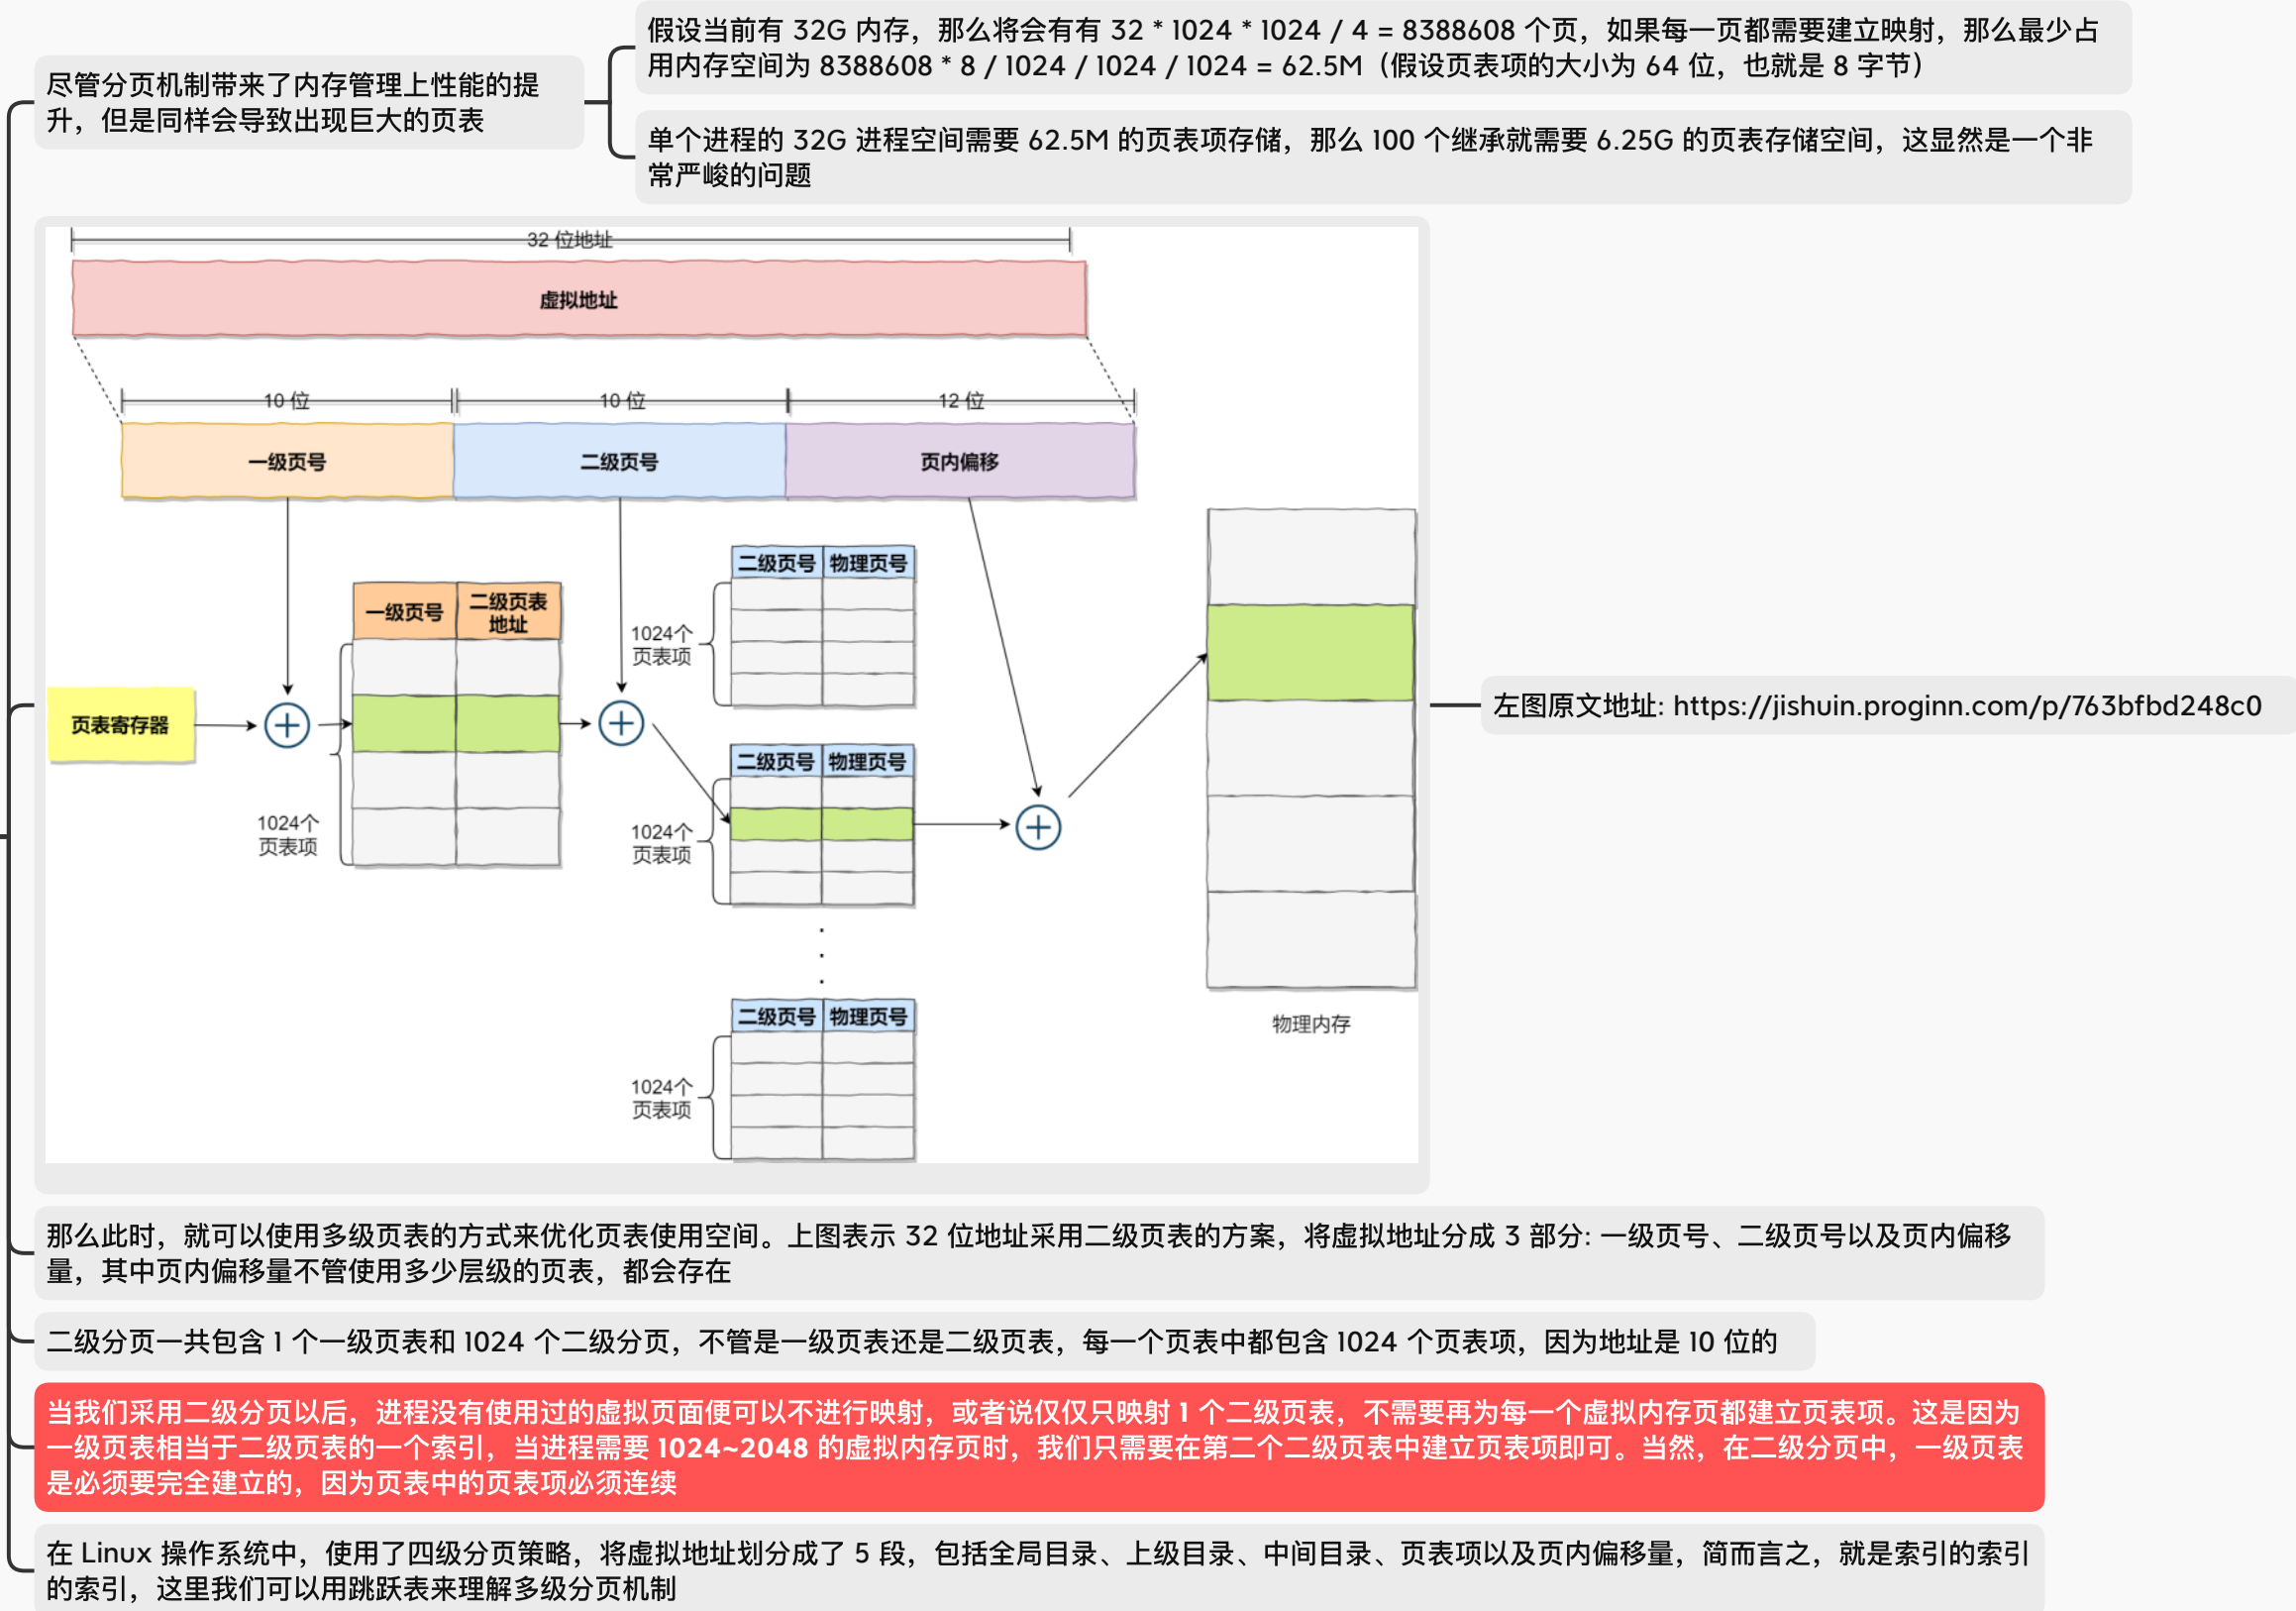 假设当前有 32G 内存，那么将会有有 32 * 1024 * 1024 / 4 = 8388608 个页，如果每一页都需要建立映射，那么最少占
用内存空间为 8388608 * 8 / 1024 / 1024 / 1024 = 62.5M（假设页表项的大小为 64 位，也就是 8 字节）
尽管分页机制带来了内存管理上性能的提
升，但是同样会导致出现巨大的页表
单个进程的 32G 进程空间需要 62.5M 的页表项存储，那么 100 个继承就需要 6.25G 的页表存储空间，这显然是一个非
常严峻的问题
32 位地址
虚拟地址
10 位
10 位
12 位
一级页号
二级页号
页内偏移
二级页号
物理页号
一级页号
二级页表
地址
1024个
页表项
页表寄存器
1024个
页表项
二级页号
物理页号
1024个
页表项
二级页号
物理页号
1024个
页表项
物理内存
左图原文地址: https://jishuin.proginn.com/p/763bfbd248c0
那么此时，就可以使用多级页表的方式来优化页表使用空间。上图表示 32 位地址采用二级页表的方案，将虚拟地址分成 3 部分: 一级页号、二级页号以及页内偏移
量，其中页内偏移量不管使用多少层级的页表，都会存在
二级分页一共包含 1 个一级页表和 1024 个二级分页，不管是一级页表还是二级页表，每一个页表中都包含 1024 个页表项，因为地址是 10 位的
当我们采用二级分页以后，进程没有使用过的虚拟页面便可以不进行映射，或者说仅仅只映射 1 个二级页表，不需要再为每一个虚拟内存页都建立页表项。这是因为
一级页表相当于二级页表的一个索引，当进程需要 1024~2048 的虚拟内存页时，我们只需要在第二个二级页表中建立页表项即可。当然，在二级分页中，一级页表
是必须要完全建立的，因为页表中的页表项必须连续
在 Linux 操作系统中，使用了四级分页策略，将虚拟地址划分成了 5 段，包括全局目录、上级目录、中间目录、页表项以及页内偏移量，简而言之，就是索引的索引
的索引，这里我们可以用跳跃表来理解多级分页机制